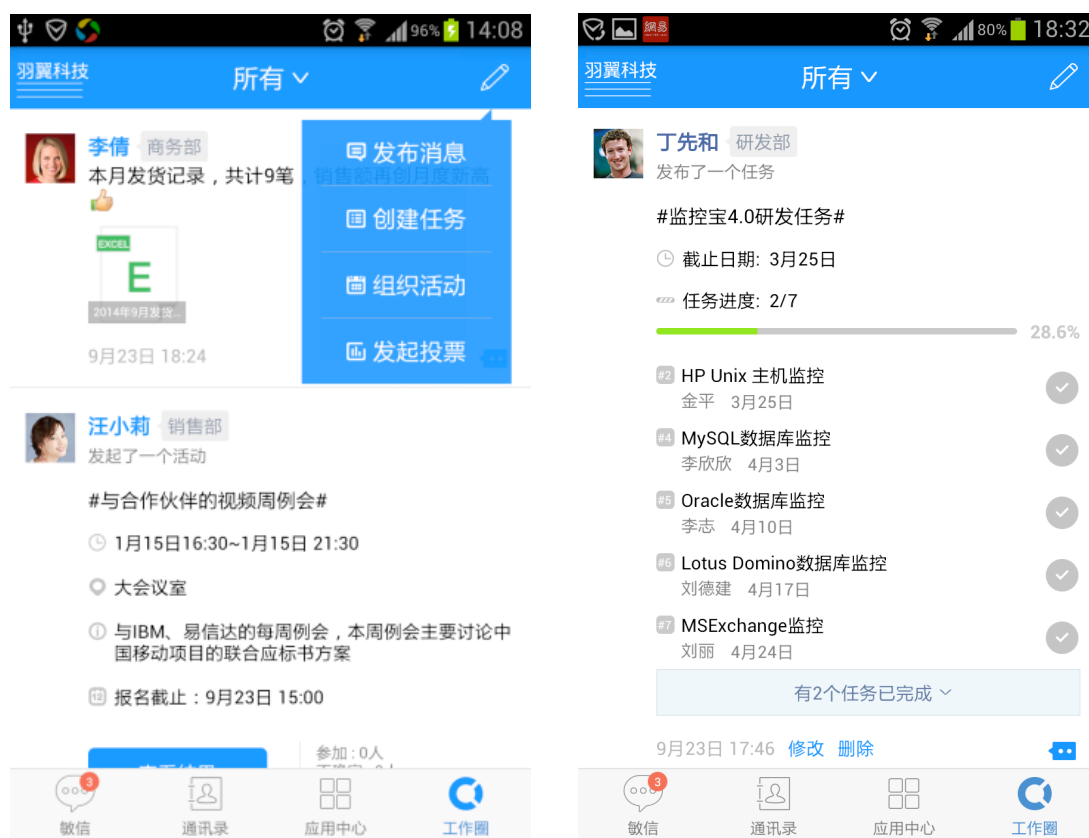 96% 14:08
羽翼科技
所有
李倩 商务部
发布消息
本月发货记录，共计9笔，销售额再创月度新高
创建任务
EXCEL
E
组织活动
2014年9月发货...
发起投票
9月23日 18:24
汪小莉 销售部
发起了一个活动
#与合作伙伴的视频周例会#
1月15日16:30~1月15日 21:30
大会议室
与IBM、易信达的每周例会，本周例会主要讨论中
国移动项目的联合应标书方案
12 报名截止：9月23日 15:00
参加：0人
3
敏信
通讯录
应用中心
工作圈
網易
80% 18:32
羽翼科技
所有
丁先和 研发部
发布了一个任务
#监控宝4.0研发任务#
截止日期: 3月25日
任务进度: 2/7
28.6%
#2 HP Unix 主机监控
金平 3月25日
#4 MySQL数据库监控
李欣欣 4月3日
#5 Oracle数据库监控
李志 4月10日
#6 Lotus Domino数据库监控
刘德建 4月17日
#7 MSExchange监控
刘丽 4月24日
有2个任务已完成
9月23日 17:46 修改 删除
3
敏信
通讯录
应用中心
工作圈